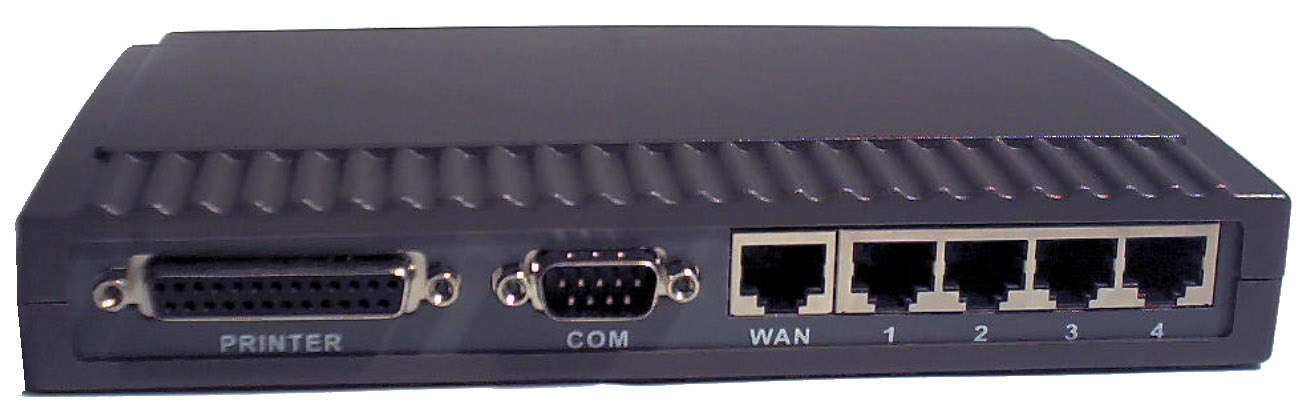 PRINTER COM WAN 1 2 3 4